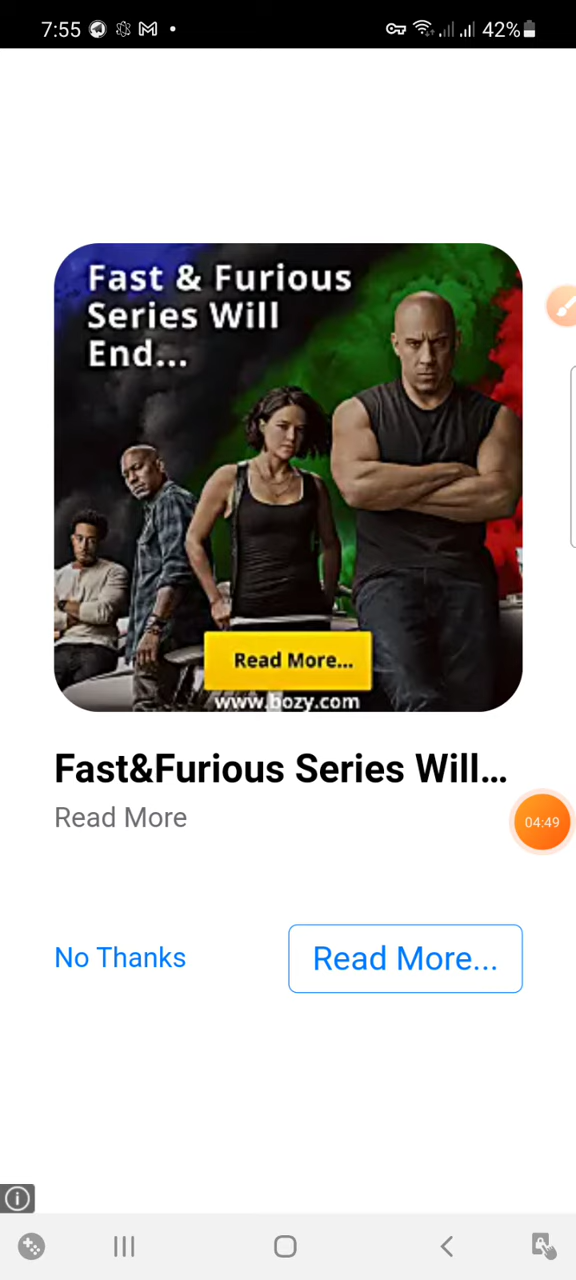 7:55
42%
Fast & Furious
Series Will
End...
Read More...
www.bozy.com
Fast&Furious Series Will...
Read More
04:49
No Thanks
Read More...